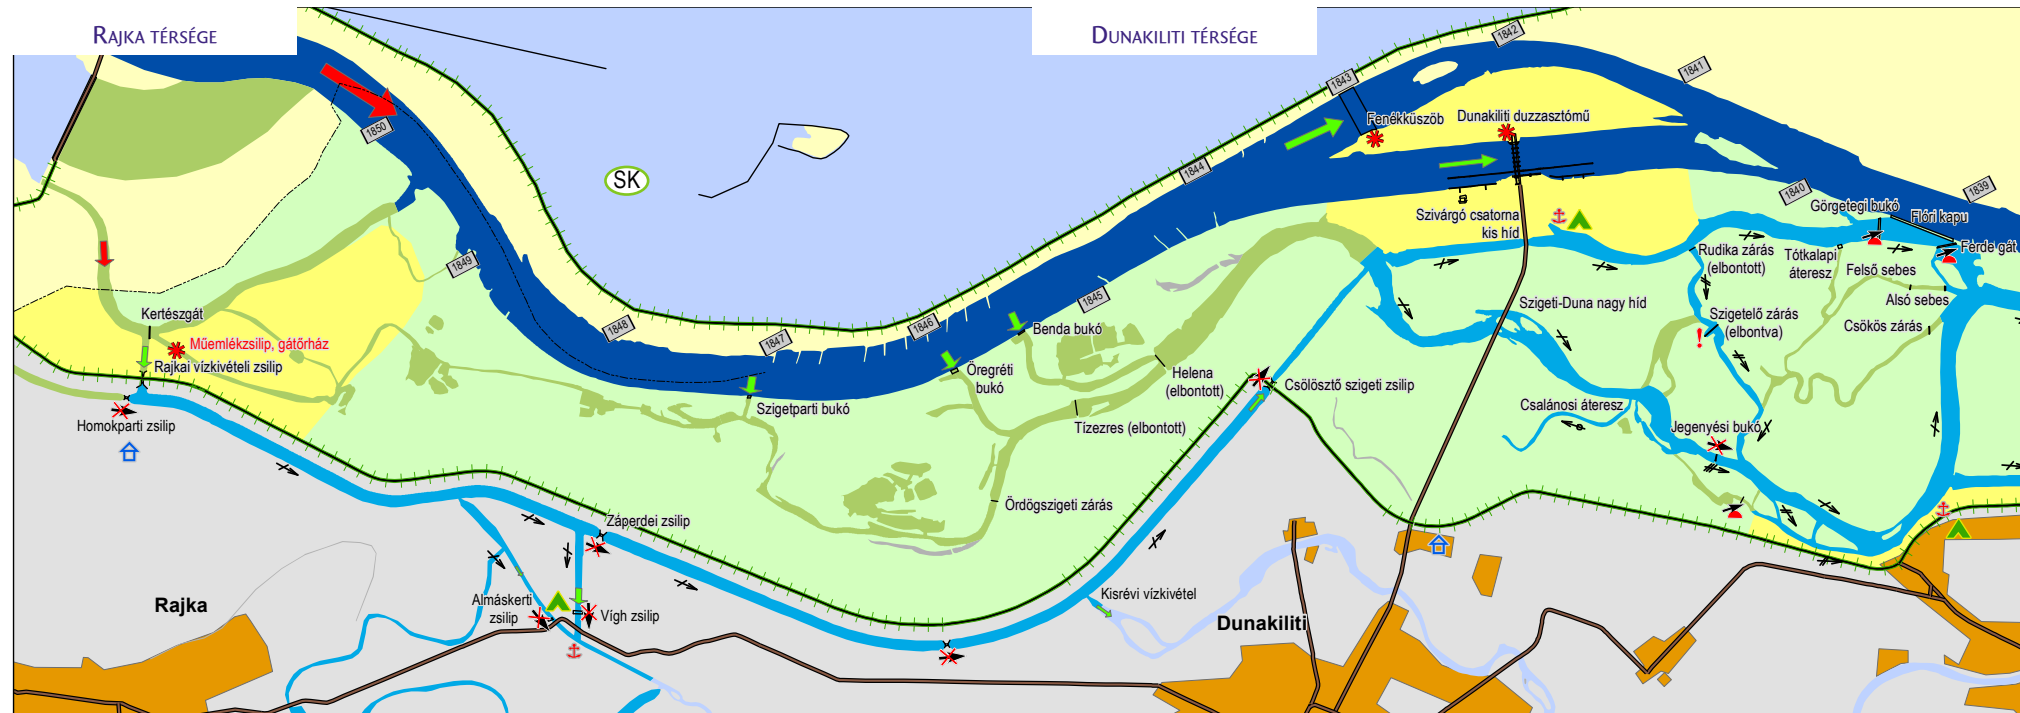 Rajka térsége
Dunakiliti térsége
1842
1843
1841
1850
Fenékküszöb
Dunakiliti duzzasztómű
SK
1844
1840
1839
Görgetegi bukó
Flóri kapu
Szivárgó csatorna
kis híd
Ferde gát
Rudika zárás
(elbontott)
Tótkalapi
áteresz
Felső sebes
1849
Alsó sebes
1845
Kertészgát
1848
1847
1846
Benda bukó
Szigeti-Duna nagy híd
Szigetelő zárás
(elbontva)
Csökös zárás
Műemlékzsilip, gátőrház
Rajkai vízkivételi zsilip
Öregréti
bukó
Helena
(elbontott)
Csölösztő szigeti zsilip
Szigetparti bukó
Csalánosi áteresz
Homokparti zsilip
Tízezres (elbontott)
Jegenyési bukó
Ördögszigeti zárás
Záperdei zsilip
Rajka
Almáskerti
zsilip
Vígh zsilip
Kisrévi vízkivétel
Dunakiliti